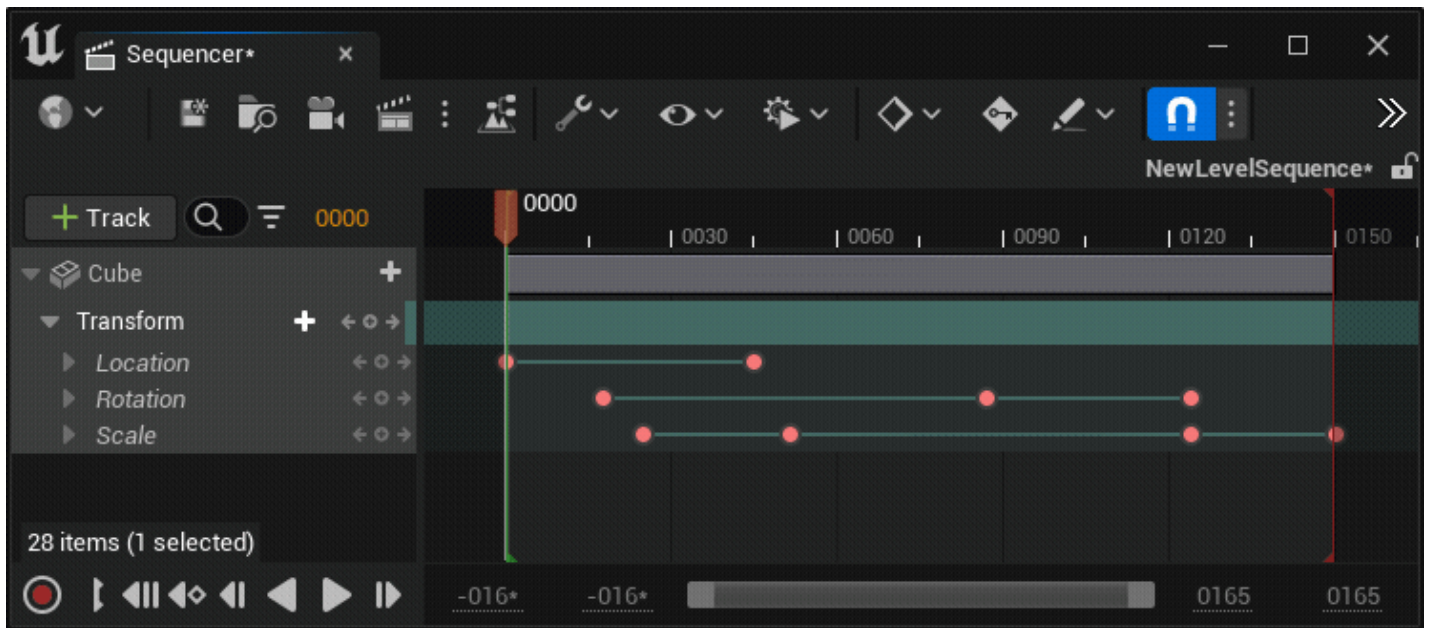 Sequencer*
NewLevelSequence*
Track 0000
0000
0030 0060 0090 0120 0150
Cube
Transform
Location
Rotation
Scale
28 items (1 selected)
-016* -016* 0165 0165